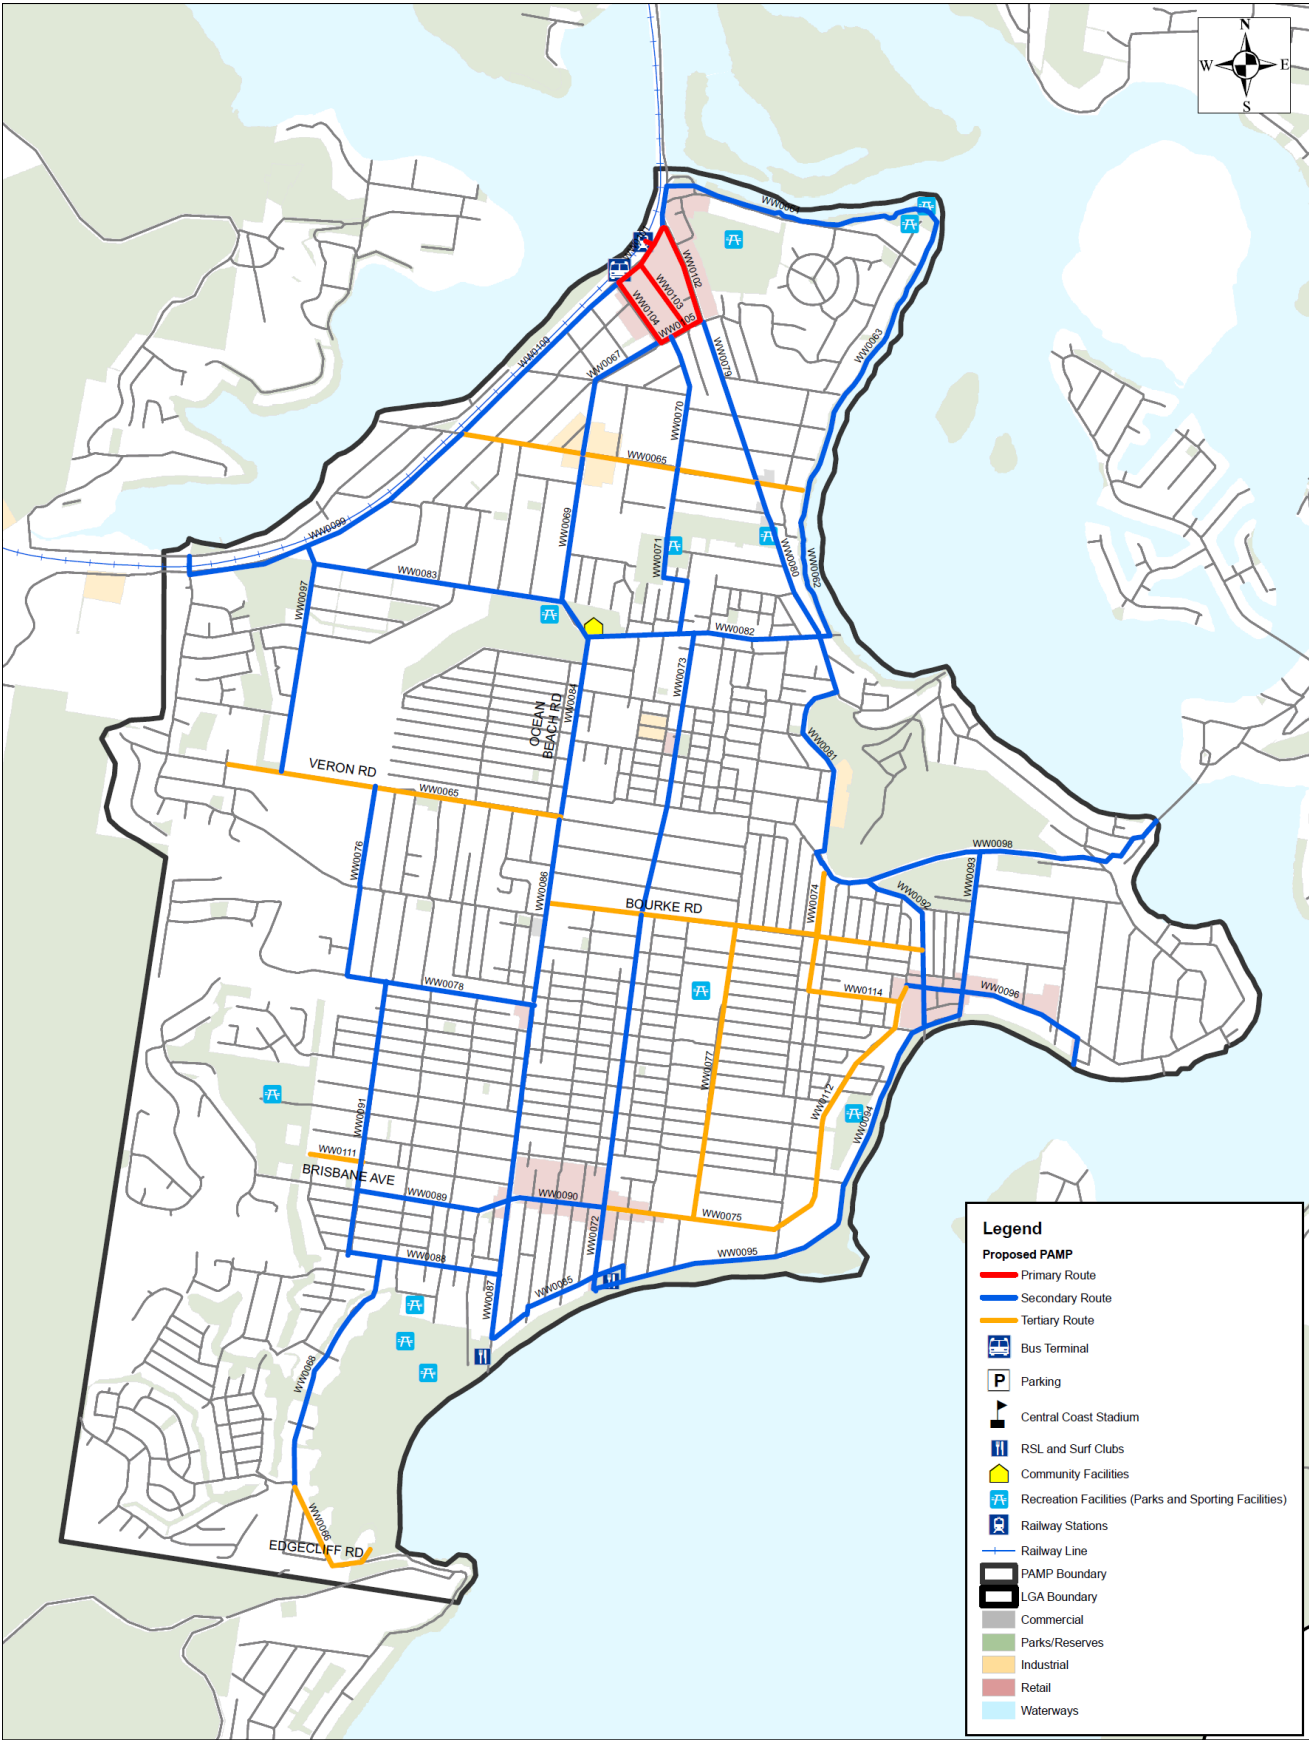 N
W E
S
WW0102
WW0103
WW0104
WW0063
WW0079
WW0100
WW0067
WW0070
WW0065
WW0069
WW0099
WW0071
WW0080
WW0062
WW0083
WW0097
WW0082
WW0073
WW0084
OCEAN
BEACH RD
WW0081
VERON RD
WW0065
WW0076
WW0098
WW0093
WW0086
WW0074
WW0092
BOURKE RD
WW0078
WW0114
WW0096
WW0077
WW0091
WW0112
WW0094
WW0111
BRISBANE AVE
WW0089
WW0090
WW0075
WW0072
WW0088
WW0095
WW0085
WW0087
WW0068
WW0066
EDGECLIFF RD
Legend
Proposed PAMP
Primary Route
Secondary Route
Tertiary Route
Bus Terminal
P Parking
Central Coast Stadium
RSL and Surf Clubs
Community Facilities
Recreation Facilities (Parks and Sporting Facilities)
Railway Stations
Railway Line
PAMP Boundary
LGA Boundary
Commercial
Parks/Reserves
Industrial
Retail
Waterways